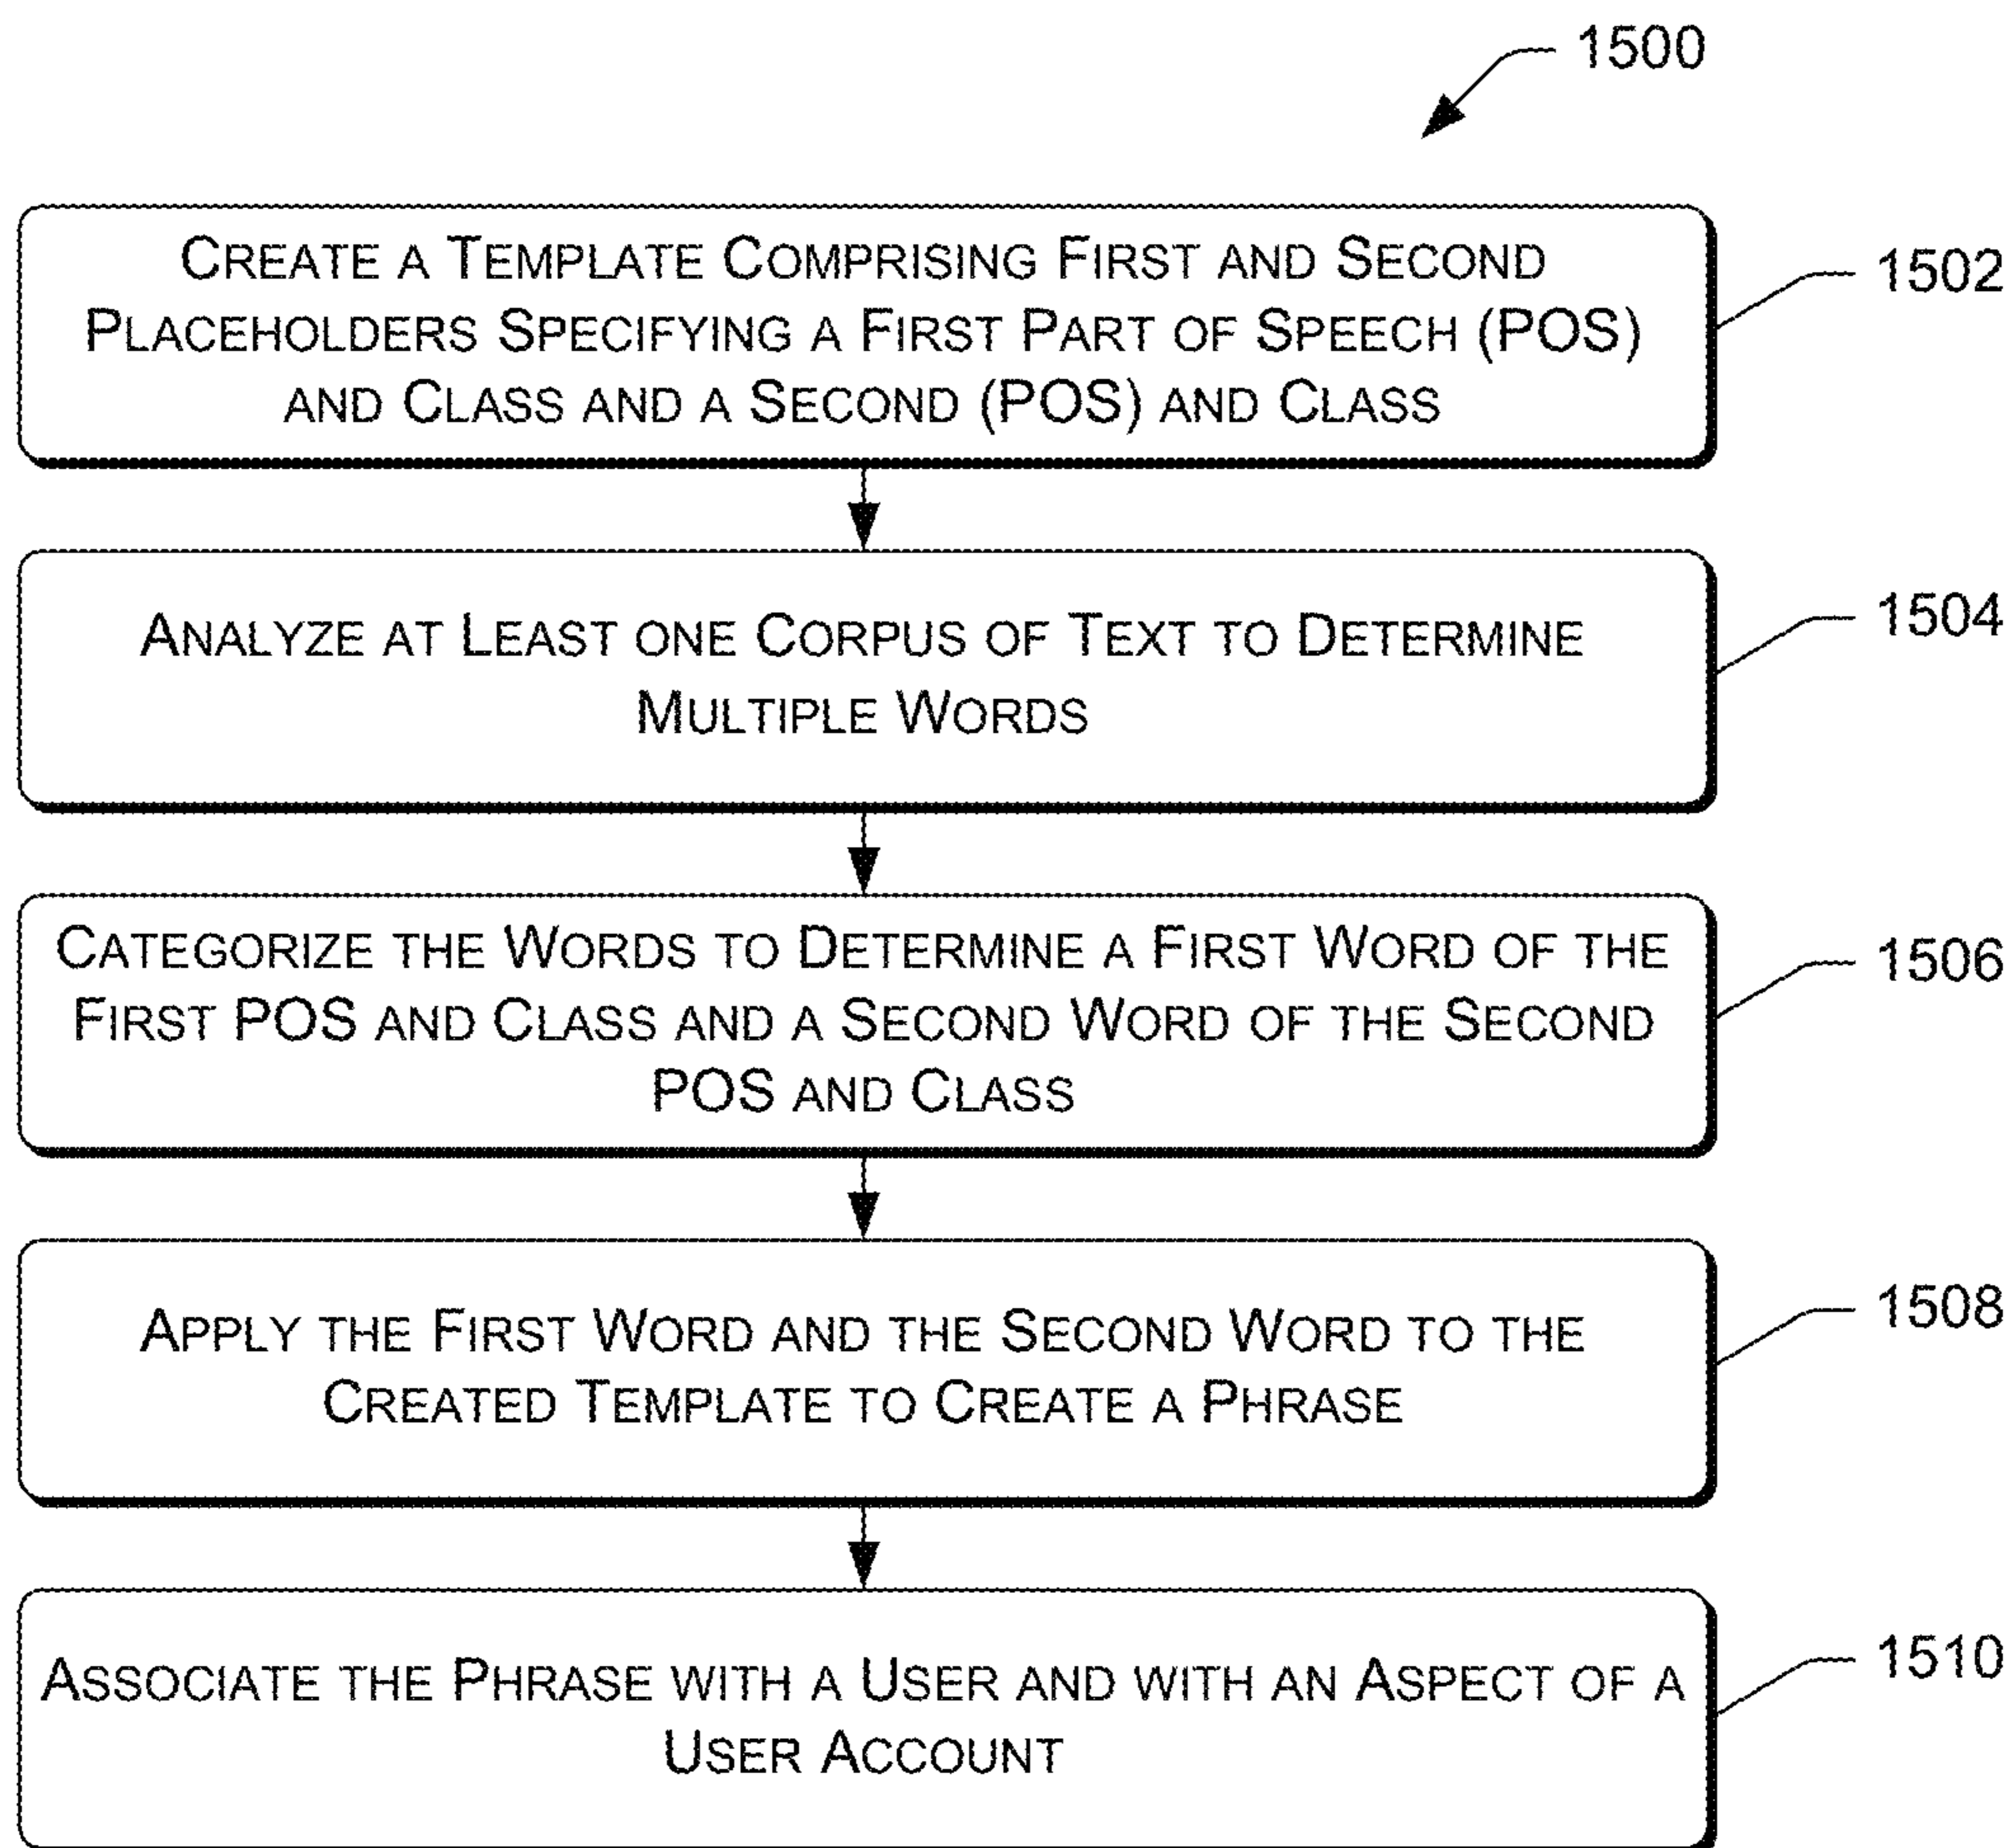 1500
CREATE A TEMPLATE COMPRISING FIRST AND SECOND
PLACEHOLDERS SPECIFYING A FIRST PART OF SPEECH (POS)
AND CLASS AND A SECOND (POS) AND CLASS
1502
ANALYZE AT LEAST ONE CORPUS OF TEXT TO DETERMINE
MULTIPLE WORDS
1504
CATEGORIZE THE WORDS TO DETERMINE A FIRST WORD OF THE
FIRST POS AND CLASS AND A SECOND WORD OF THE SECOND
POS AND CLASS
1506
APPLY THE FIRST WORD AND THE SECOND WORD TO THE
CREATED TEMPLATE TO CREATE A PHRASE
1508
ASSOCIATE THE PHRASE WITH A USER AND WITH AN ASPECT OF A
USER ACCOUNT
1510